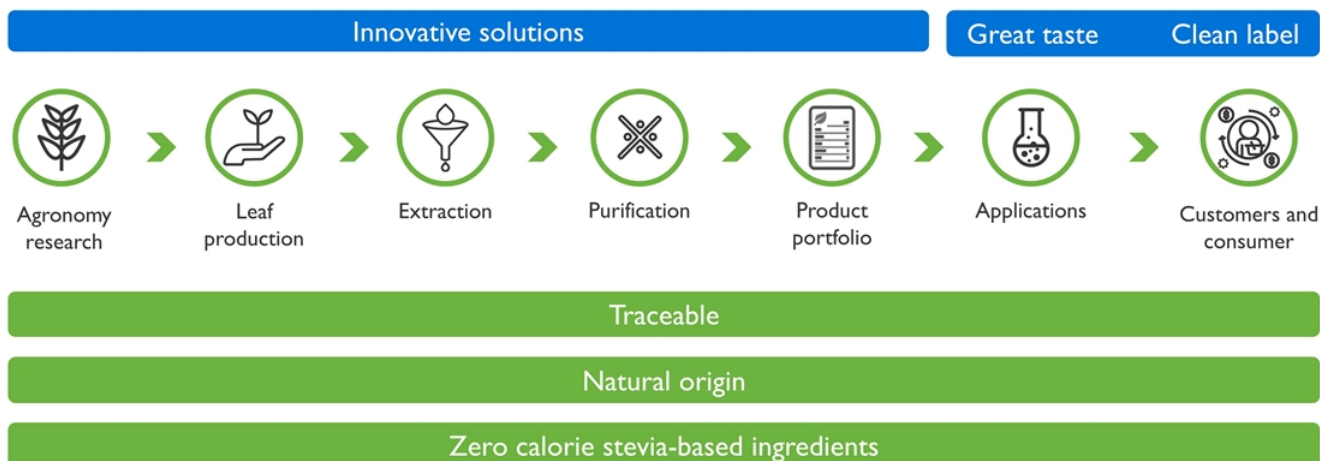 Innovative solutions
Great taste
Clean label
Agronomy
research
Leaf
production
Extraction
Purification
Product
portfolio
Applications
Customers and
consumer
Traceable
Natural origin
Zero calorie stevia-based ingredients